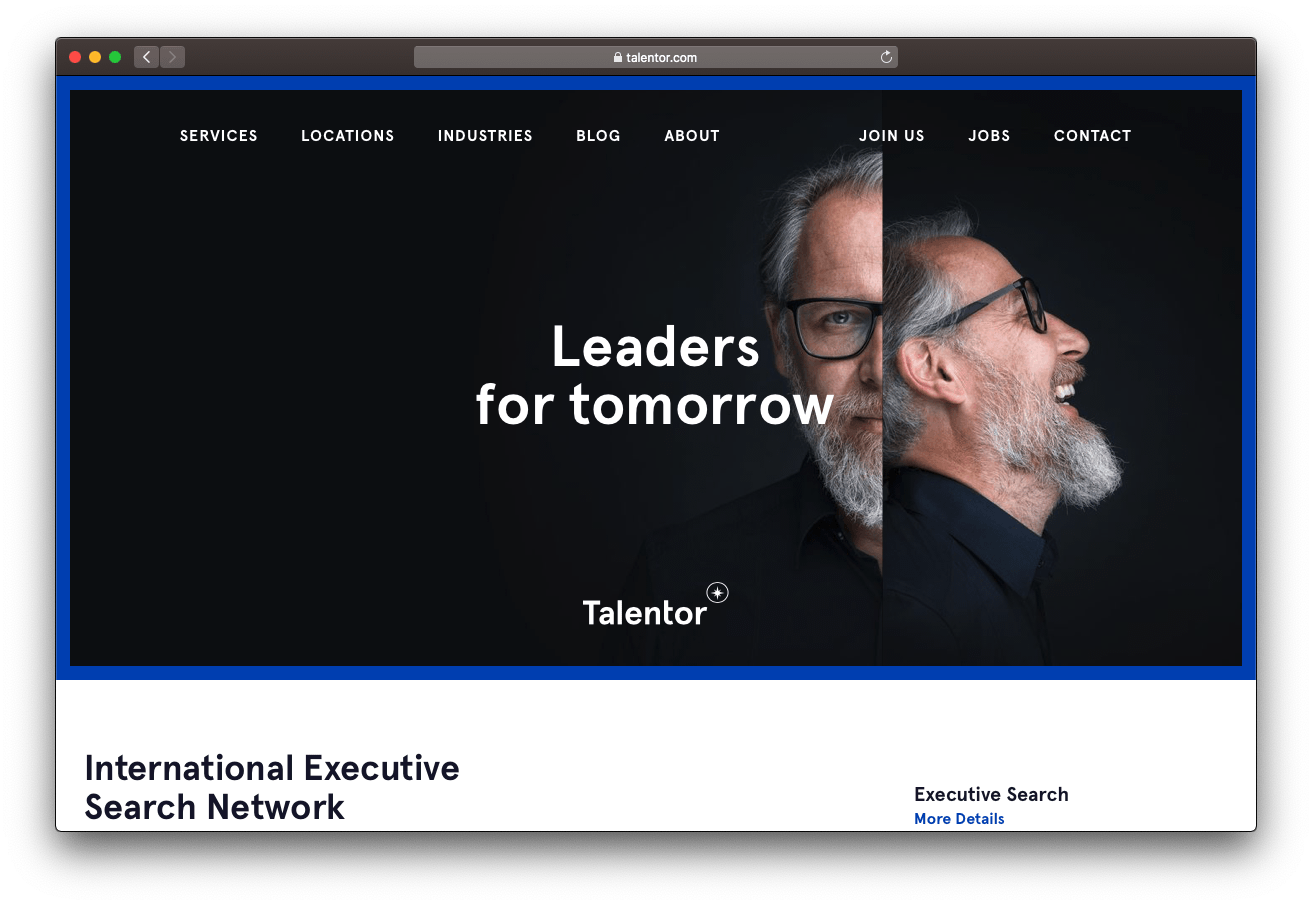 talentor.com
SERVICES LOCATIONS INDUSTRIES BLOG ABOUT JOIN US JOBS CONTACT
Leaders
for tomorrow
Talentor
International Executive
Search Network
Executive Search
More Details